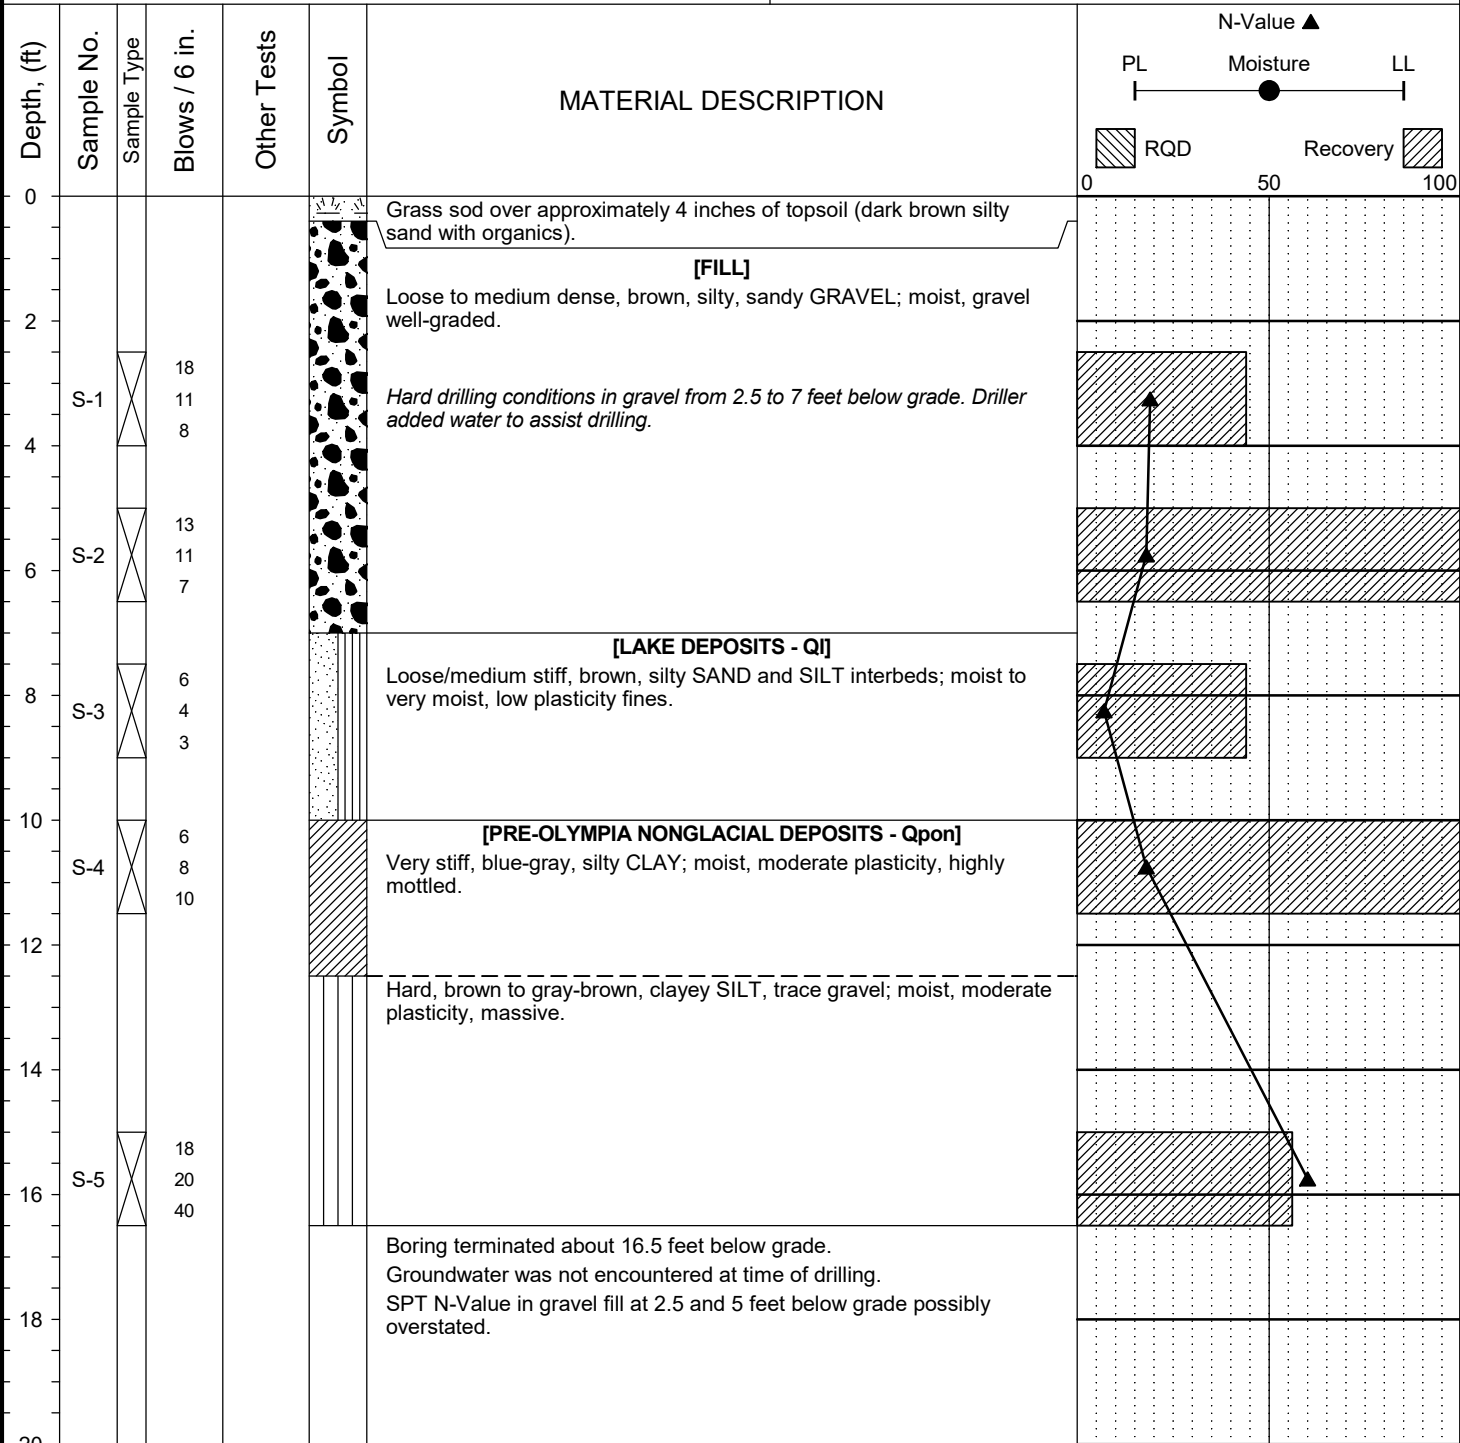 Depth, (ft)
Sample No.
Sample Type
Blows / 6 in.
Other Tests
Symbol
MATERIAL DESCRIPTION
N-Value ▲
PL Moisture LL
RQD Recovery
0 50 100
0
Grass sod over approximately 4 inches of topsoil (dark brown silty
sand with organics).
[FILL]
Loose to medium dense, brown, silty, sandy GRAVEL; moist, gravel
well-graded.
2
18
S-1 11
8
Hard drilling conditions in gravel from 2.5 to 7 feet below grade. Driller
added water to assist drilling.
4
13
S-2 11
6
7
[LAKE DEPOSITS - Ql]
Loose/medium stiff, brown, silty SAND and SILT interbeds; moist to
very moist, low plasticity fines.
6
8
S-3 4
3
10
[PRE-OLYMPIA NONGLACIAL DEPOSITS - Qpon]
6
Very stiff, blue-gray, silty CLAY; moist, moderate plasticity, highly
mottled.
S-4 8
10
12
Hard, brown to gray-brown, clayey SILT, trace gravel; moist, moderate
plasticity, massive.
14
18
S-5 20
16
40
Boring terminated about 16.5 feet below grade.
Groundwater was not encountered at time of drilling.
SPT N-Value in gravel fill at 2.5 and 5 feet below grade possibly
overstated.
18
20